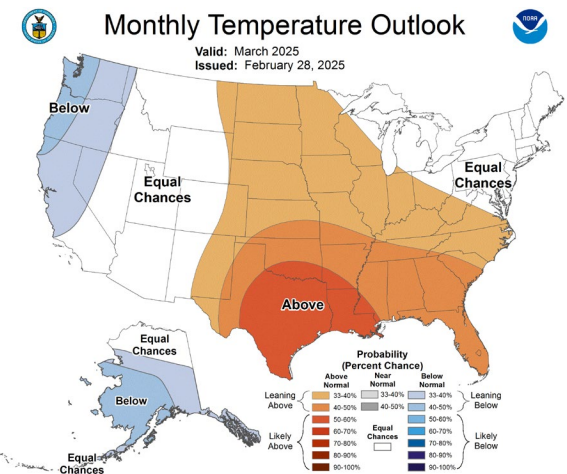 Monthly Temperature Outlook
NOAA
Valid: March 2025
Issued: February 28, 2025
Below
Equal
Chances
Equal
Chances
Above
Equal
Chances
Below
Equal
Chances
Probability
(Percent Chance)
Above
Normal
Near
Normal
Below
Normal
Leaning
Above
33-40%
40-50%
33-40%
40-50%
33-40%
40-50%
Leaning
Below
Likely
Above
50-60%
60-70%
70-80%
80-90%
90-100%
Equal
Chances
50-60%
60-70%
70-80%
80-90%
90-100%
Likely
Below